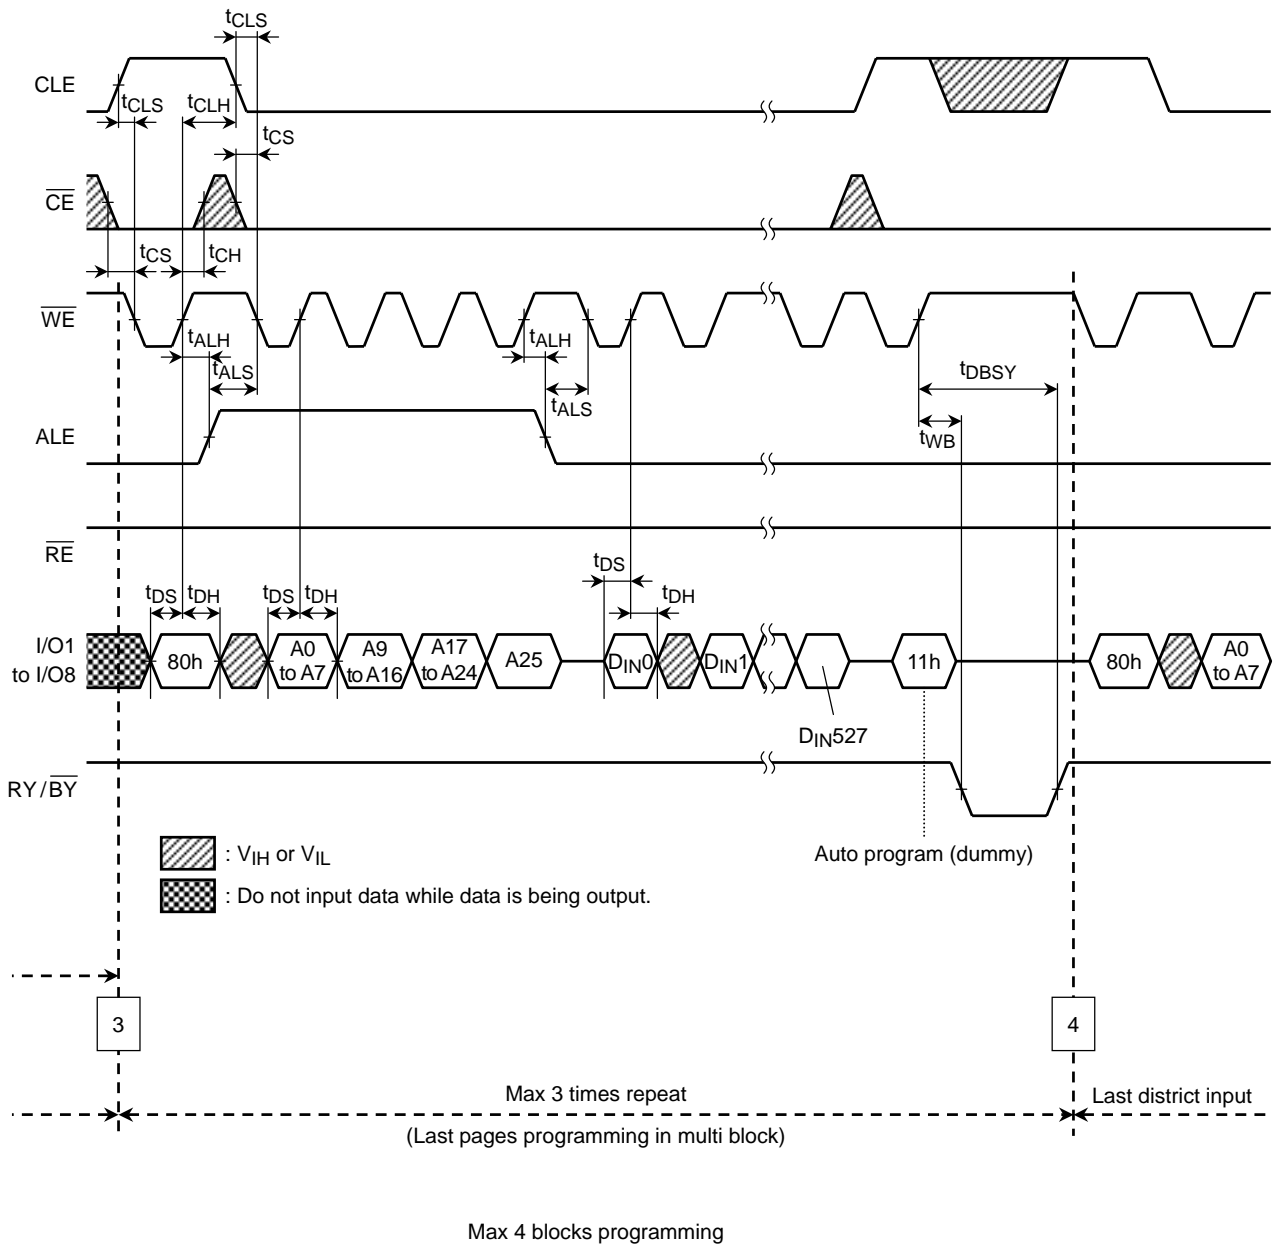 tCLS
CLE
tCLS
tCLH
tCS
CE
tCS
tCH
WE
tALH
tALS
tALH
tALS
tDBSY
tWB
ALE
RE
tDS
tDH
tDS
tDH
tDS
tDH
I/O1
to I/O8
80h
A0
to A7
A9
to A16
A17
to A24
A25
DIN0
DIN1
11h
80h
A0
to A7
DIN527
RY/BY
: VIH or VIL
Auto program (dummy)
: Do not input data while data is being output.
3
4
Max 3 times repeat
Last district input
(Last pages programming in multi block)
Max 4 blocks programming